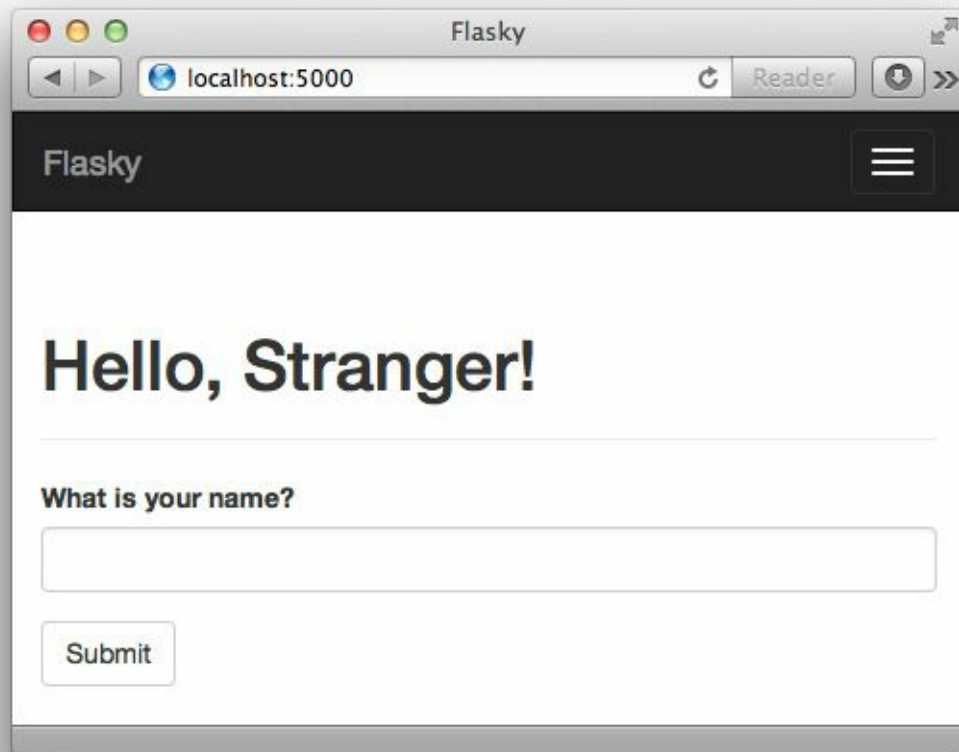 Flasky
localhost:5000
Reader
Flasky
Hello, Stranger!
What is your name?
Submit